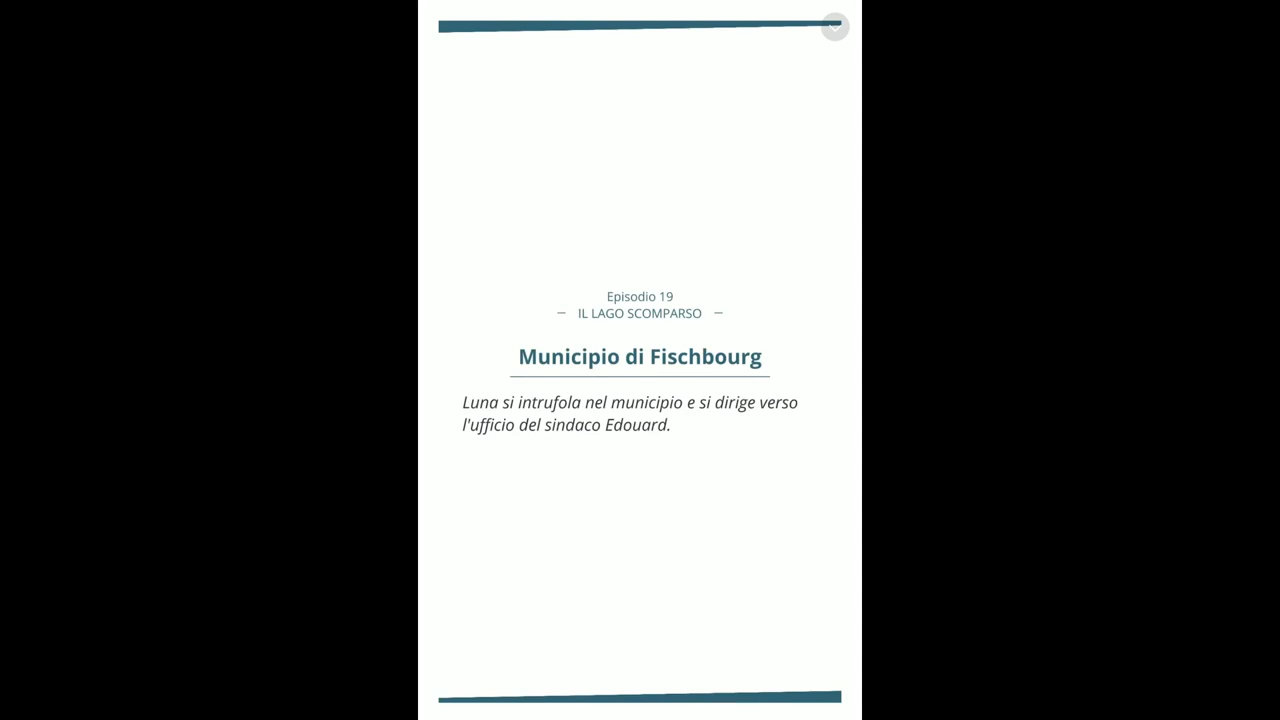 Episodio 19
— IL LAGO SCOMPARSO —
Municipio di Fischbourg
Luna si intrufola nel municipio e si dirige verso
l'ufficio del sindaco Edouard.